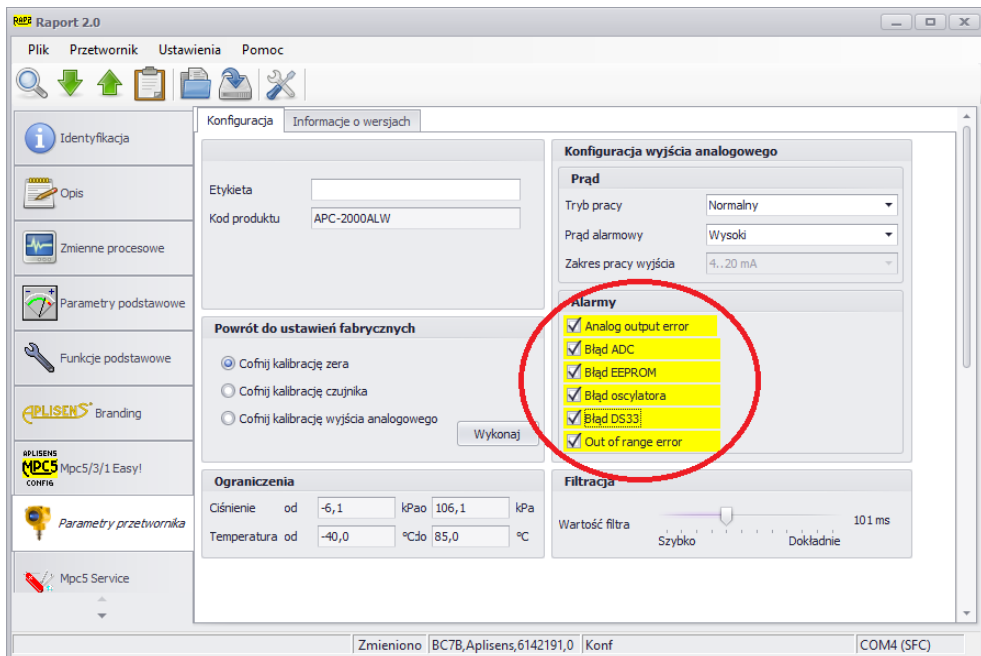 RAP2 Raport 2.0
Plik Przetwornik Ustawienia Pomoc
Identyfikacja
Opis
Zmienne procesowe
Parametry podstawowe
Funkcje podstawowe
APLISENS Branding
APLISENS
MPC5
CONFIG
Mpc5/3/1 Easy!
Parametry przetwornika
Mpc5 Service
Konfiguracja Informacje o wersjach
Etykieta
Kod produktu APC-2000ALW
Powrót do ustawień fabrycznych
Cofnij kalibrację zera
Cofnij kalibrację czujnika
Cofnij kalibrację wyjścia analogowego
Wykonaj
Ograniczenia
Ciśnienie od -6,1 kPao 106,1 kPa
Temperatura od -40,0 ºCdo 85,0 ºC
Konfiguracja wyjścia analogowego
Prąd
Tryb pracy Normalny
Prąd alarmowy Wysoki
Zakres pracy wyjścia 4..20 mA
Alarmy
Analog output error
Błąd ADC
Błąd EEPROM
Błąd oscylatora
Błąd DS33
Out of range error
Filtracja
Wartość filtra 101 ms
Szybko Dokładnie
Zmieniono BC7B,Aplisens,6142191,0 Konf COM4 (SFC)